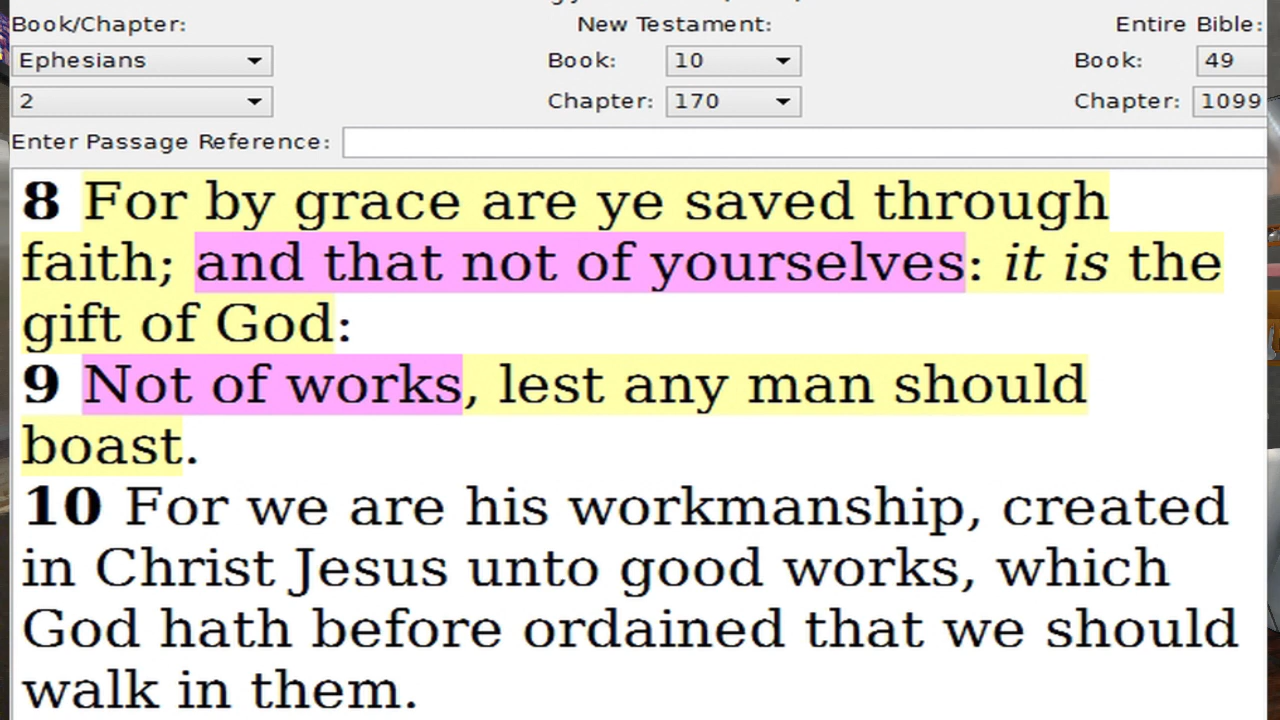 Book/Chapter: New Testament: Entire Bible:
Ephesians Book: 10 Book: 49
2 Chapter: 170 Chapter: 1099
Enter Passage Reference:
8 For by grace are ye saved through
faith; and that not of yourselves: it is the
gift of God:
9 Not of works, lest any man should
boast.
10 For we are his workmanship, created
in Christ Jesus unto good works, which
God hath before ordained that we should
walk in them.